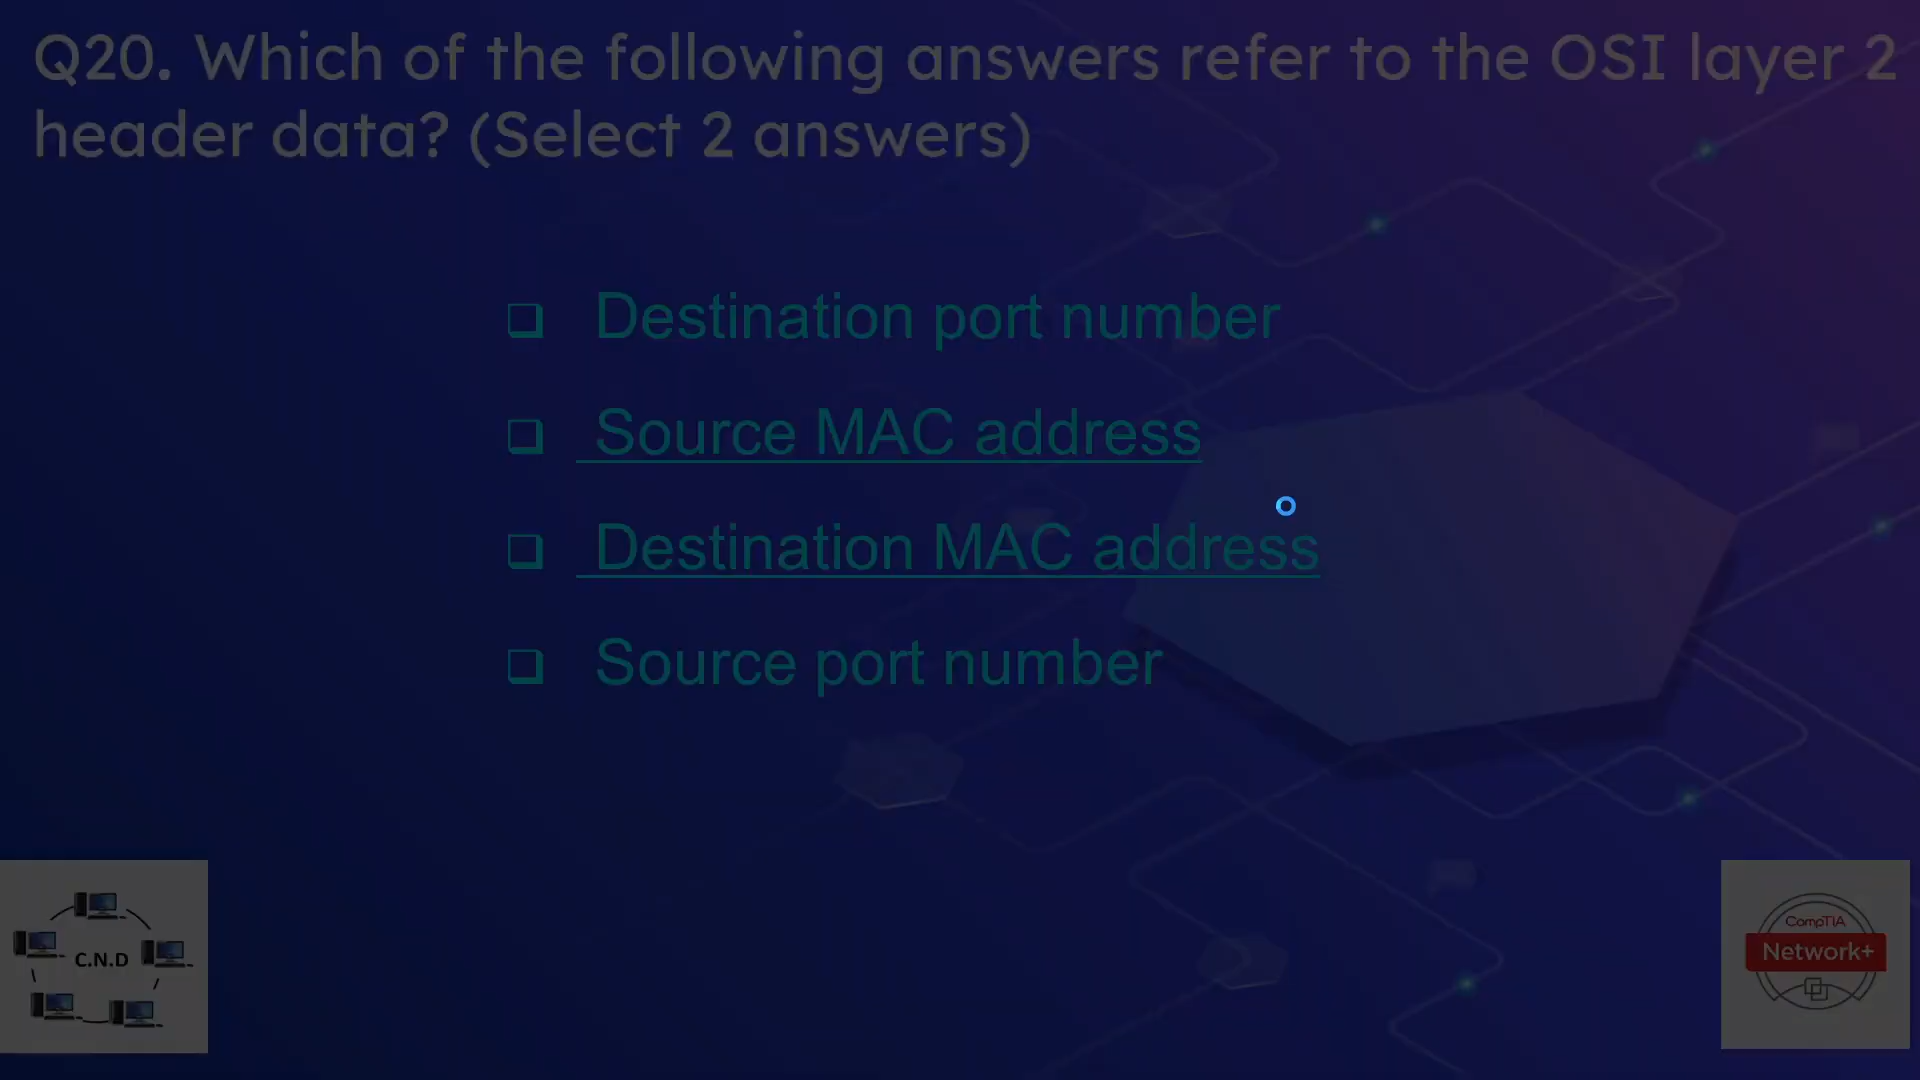 Q20. Which of the following answers refer to the OSI layer 2
header data? (Select 2 answers)
Destination port number
Source MAC address
Destination MAC address
Source port number
C.N.D
CompTIA
Network+